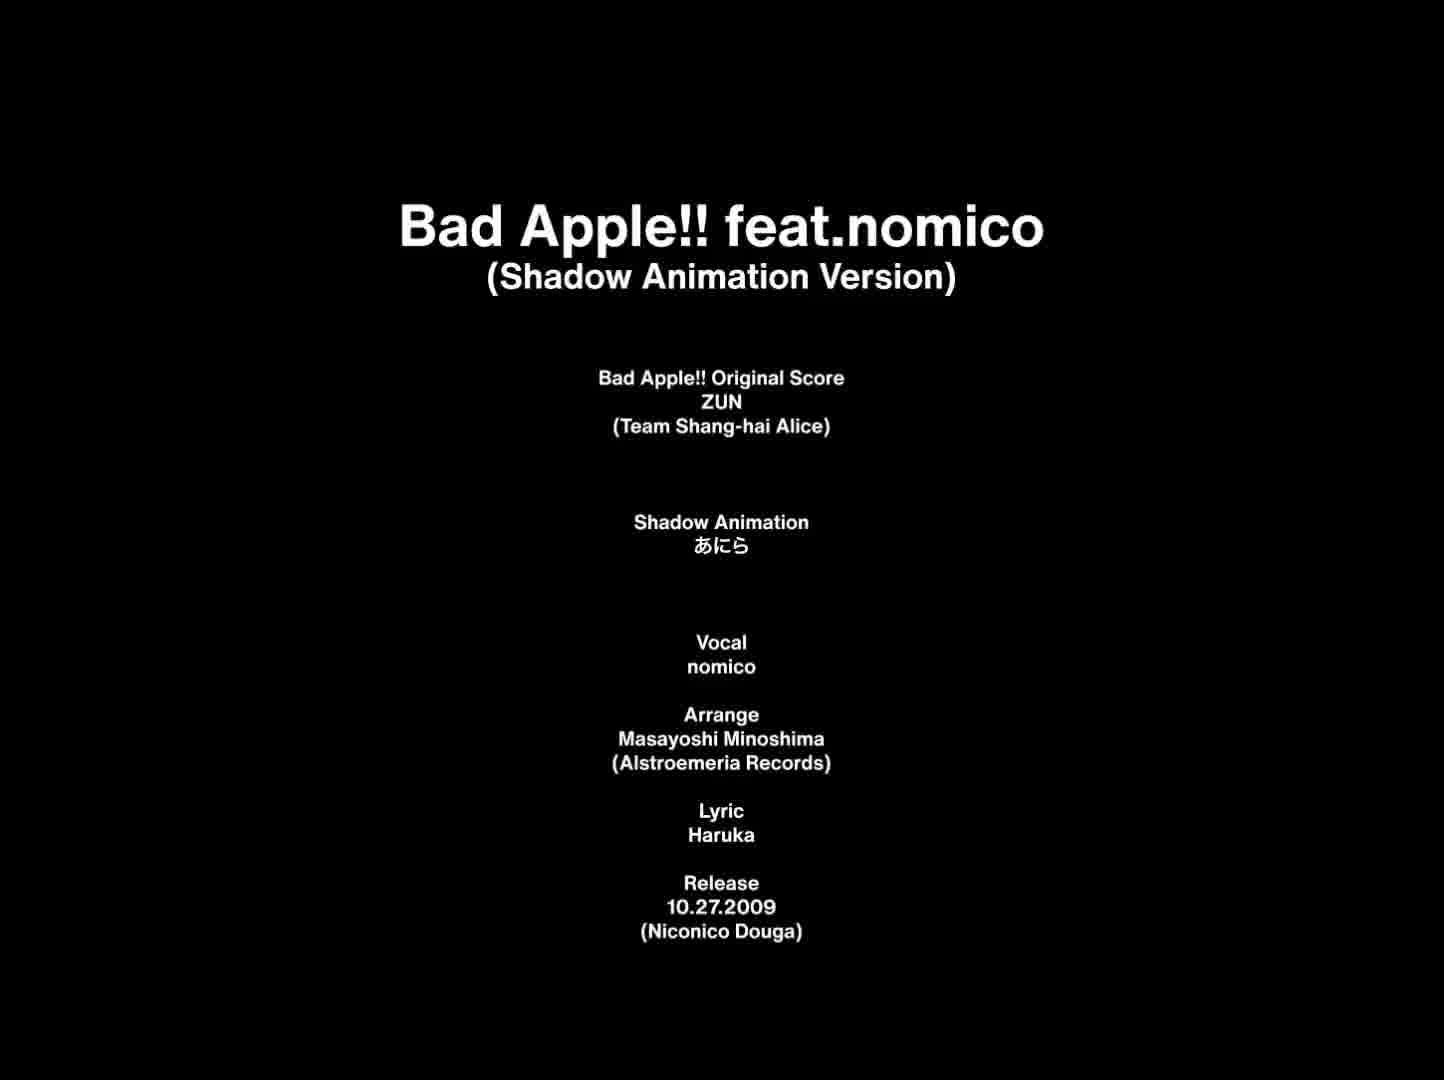 Bad Apple!! feat.nomico
(Shadow Animation Version)
Bad Apple!! Original Score
ZUN
(Team Shang-hai Alice)
Shadow Animation
あにら
Vocal
nomico
Arrange
Masayoshi Minoshima
(Alstroemeria Records)
Lyric
Haruka
Release
10.27.2009
(Niconico Douga)